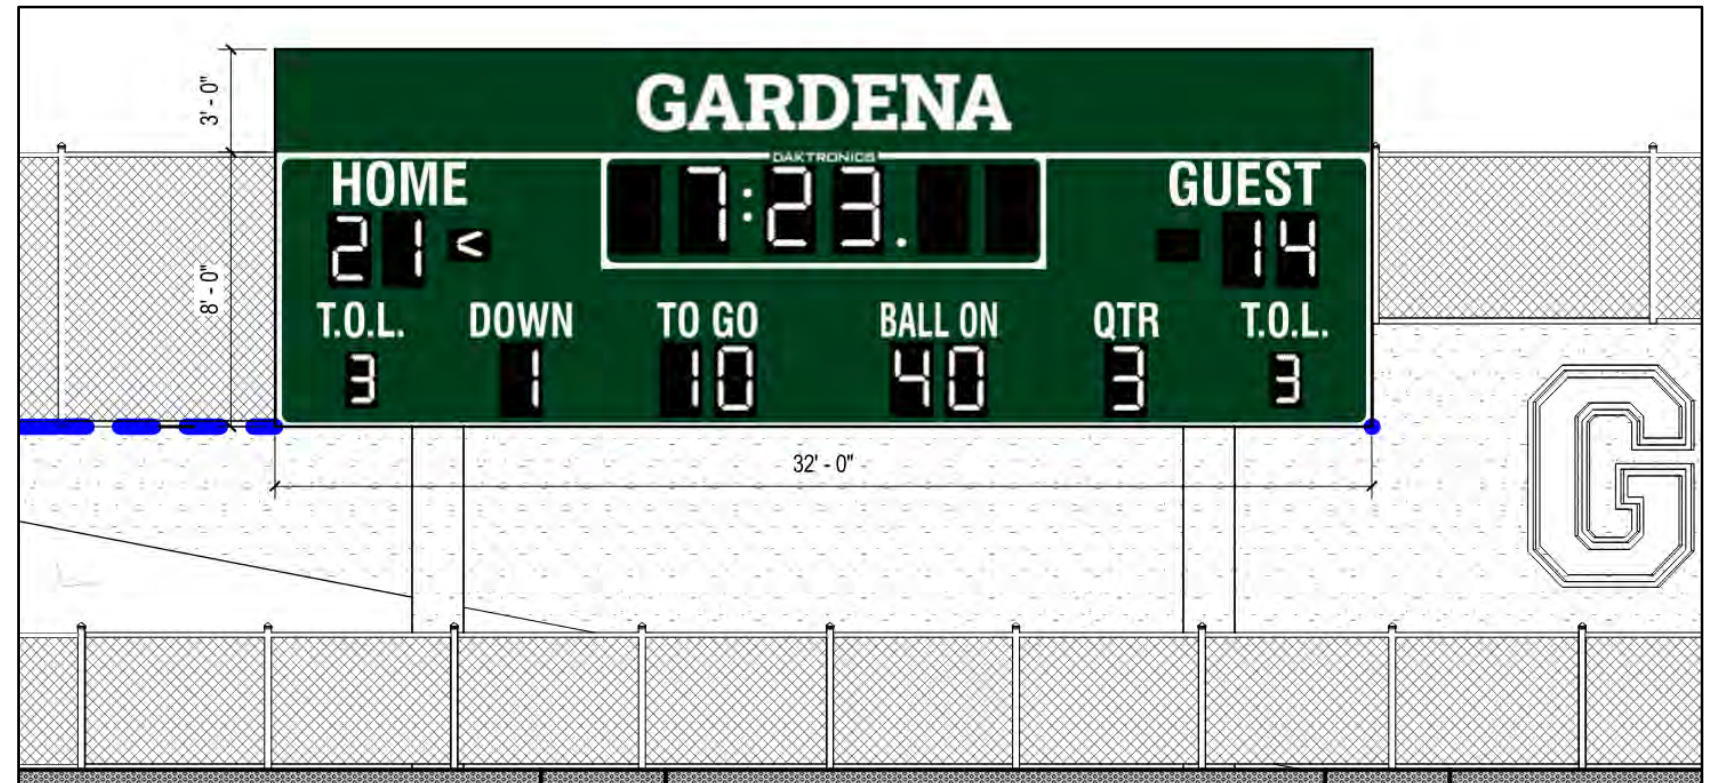 3' - 0"
GARDENA
DAKTRONICS
HOME
7:23.
GUEST
21 <
14
8' - 0"
T.O.L. DOWN TO GO BALL ON QTR T.O.L.
3 1 10 40 3 3
32' - 0"
G